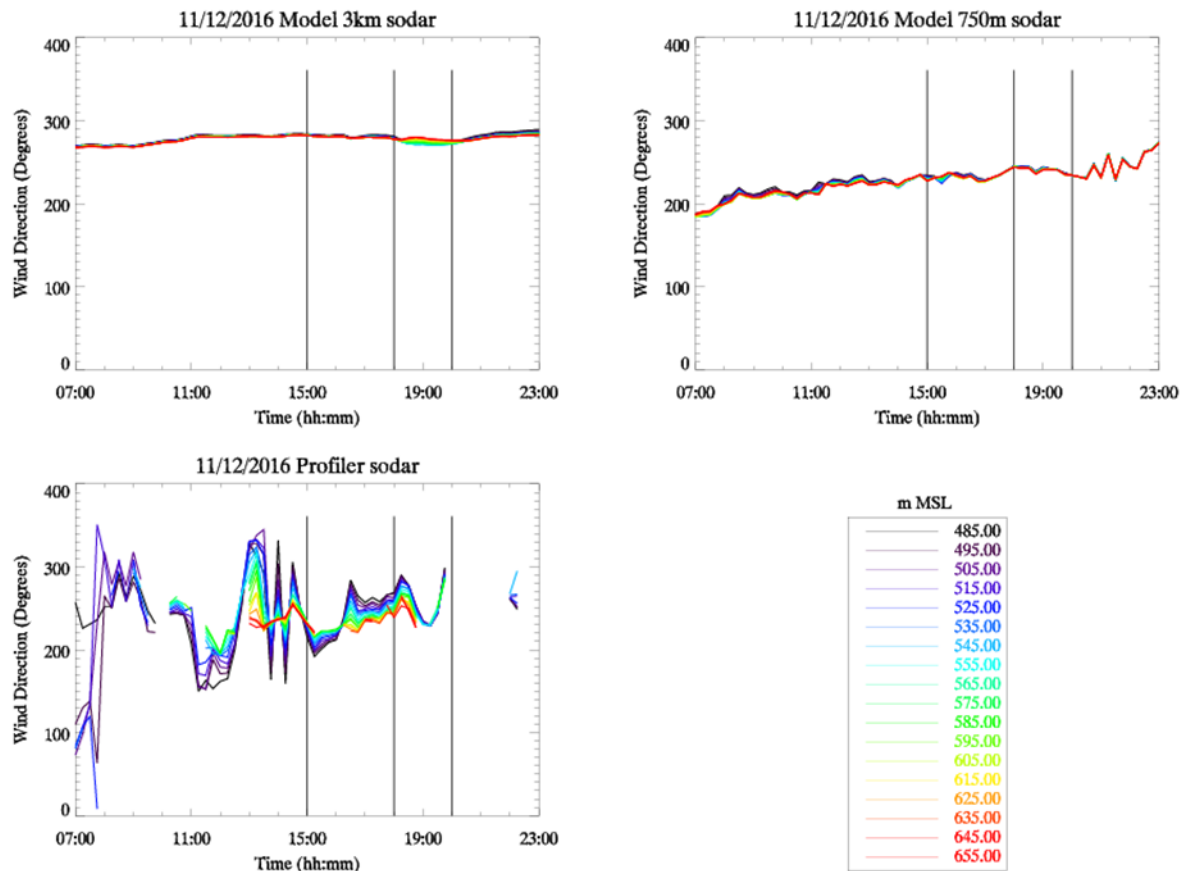 11/12/2016 Model 3km sodar
400
300
200
100
0
Wind Direction (Degrees)
07:00 11:00 15:00 19:00 23:00
Time (hh:mm)
11/12/2016 Model 750m sodar
400
300
200
100
0
Wind Direction (Degrees)
07:00 11:00 15:00 19:00 23:00
Time (hh:mm)
11/12/2016 Profiler sodar
400
300
200
100
0
Wind Direction (Degrees)
07:00 11:00 15:00 19:00 23:00
Time (hh:mm)
m MSL
485.00
495.00
505.00
515.00
525.00
535.00
545.00
555.00
565.00
575.00
585.00
595.00
605.00
615.00
625.00
635.00
645.00
655.00